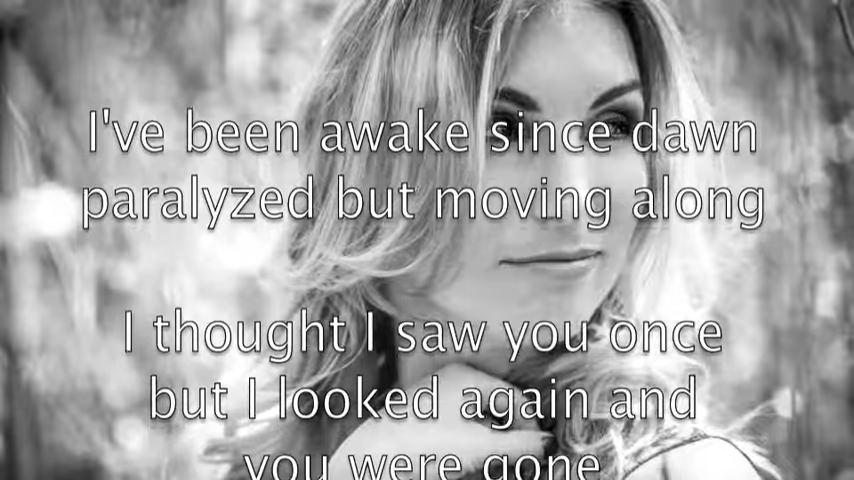 I've been awake since dawn
paralyzed but moving along
I thought I saw you once
but I looked again and
you were gone